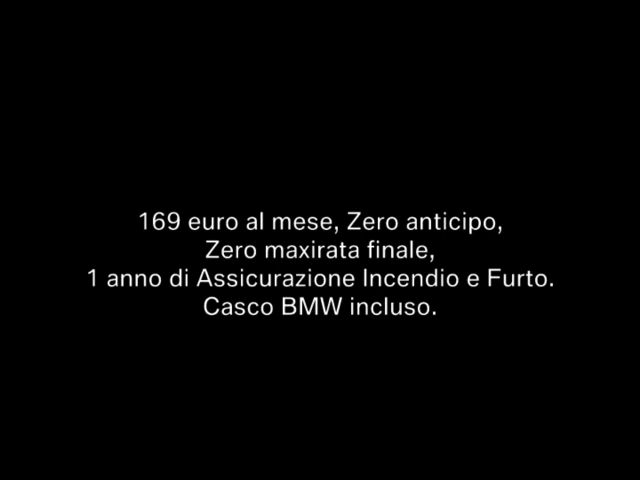 169 euro al mese, Zero anticipo,
Zero maxirata finale,
1 anno di Assicurazione Incendio e Furto.
Casco BMW incluso.